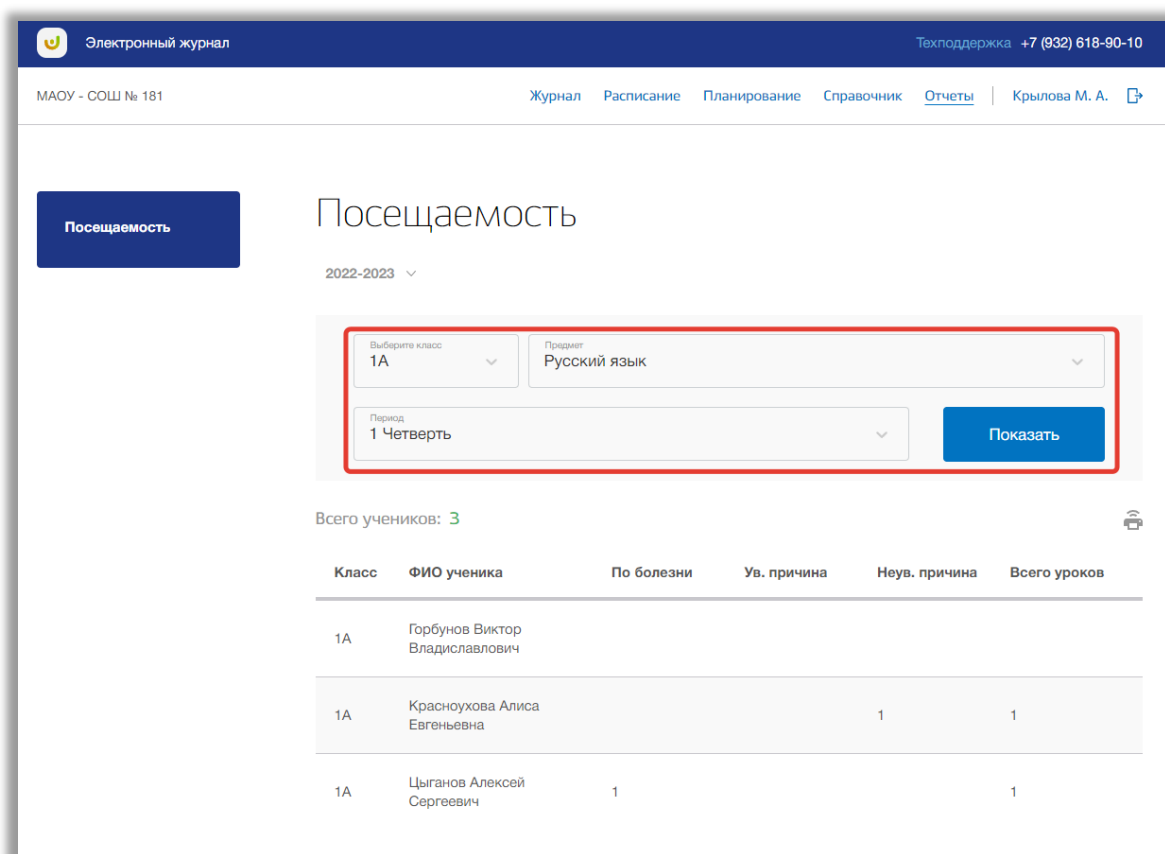 Электронный журнал Техподдержка +7 (932) 618-90-10
МАОУ - СОШ № 181 Журнал Расписание Планирование Справочник Отчеты Крылова М. А.
Посещаемость
Посещаемость
2022-2023
Выберите класс Предмет
1А Русский язык
Период
1 Четверть Показать
Всего учеников: 3
Класс ФИО ученика По болезни Ув. причина Неув. причина Всего уроков
1А Горбунов Виктор
Владиславлович
1А Красноухова Алиса 1 1
Евгеньевна
1А Цыганов Алексей 1 1
Сергеевич